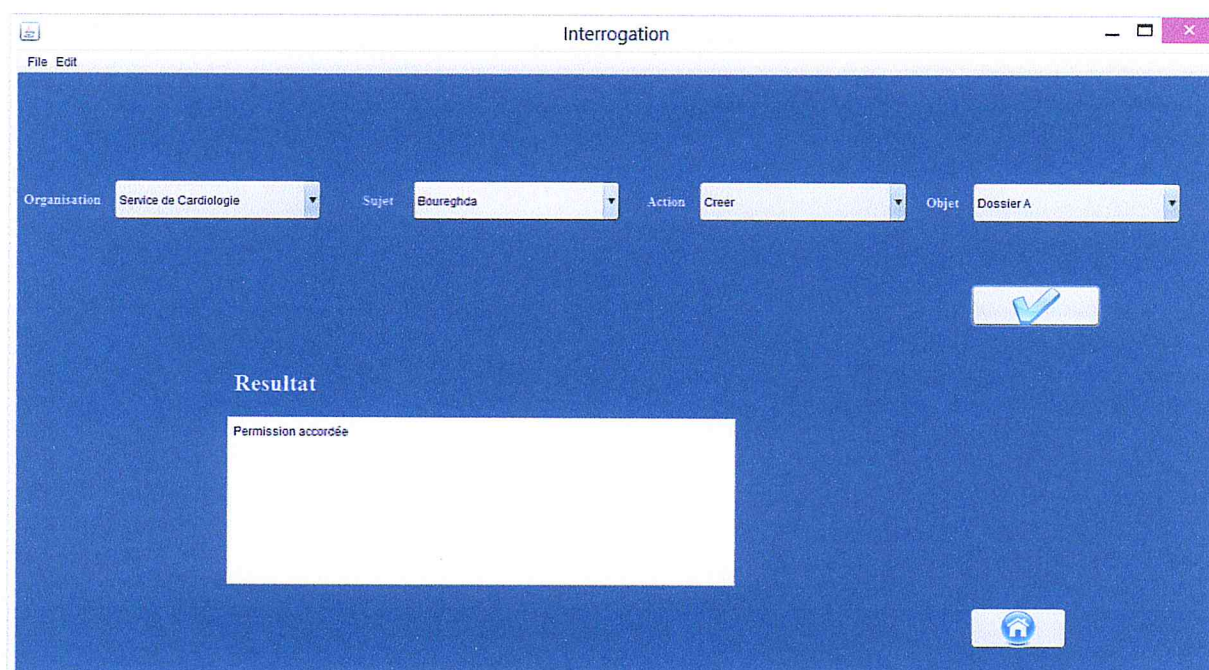 Interrogation
File Edit
Organisation Service de Cardiologie Sujet Boureghda Action Creer Objet Dossier A
Resultat
Permission accordée